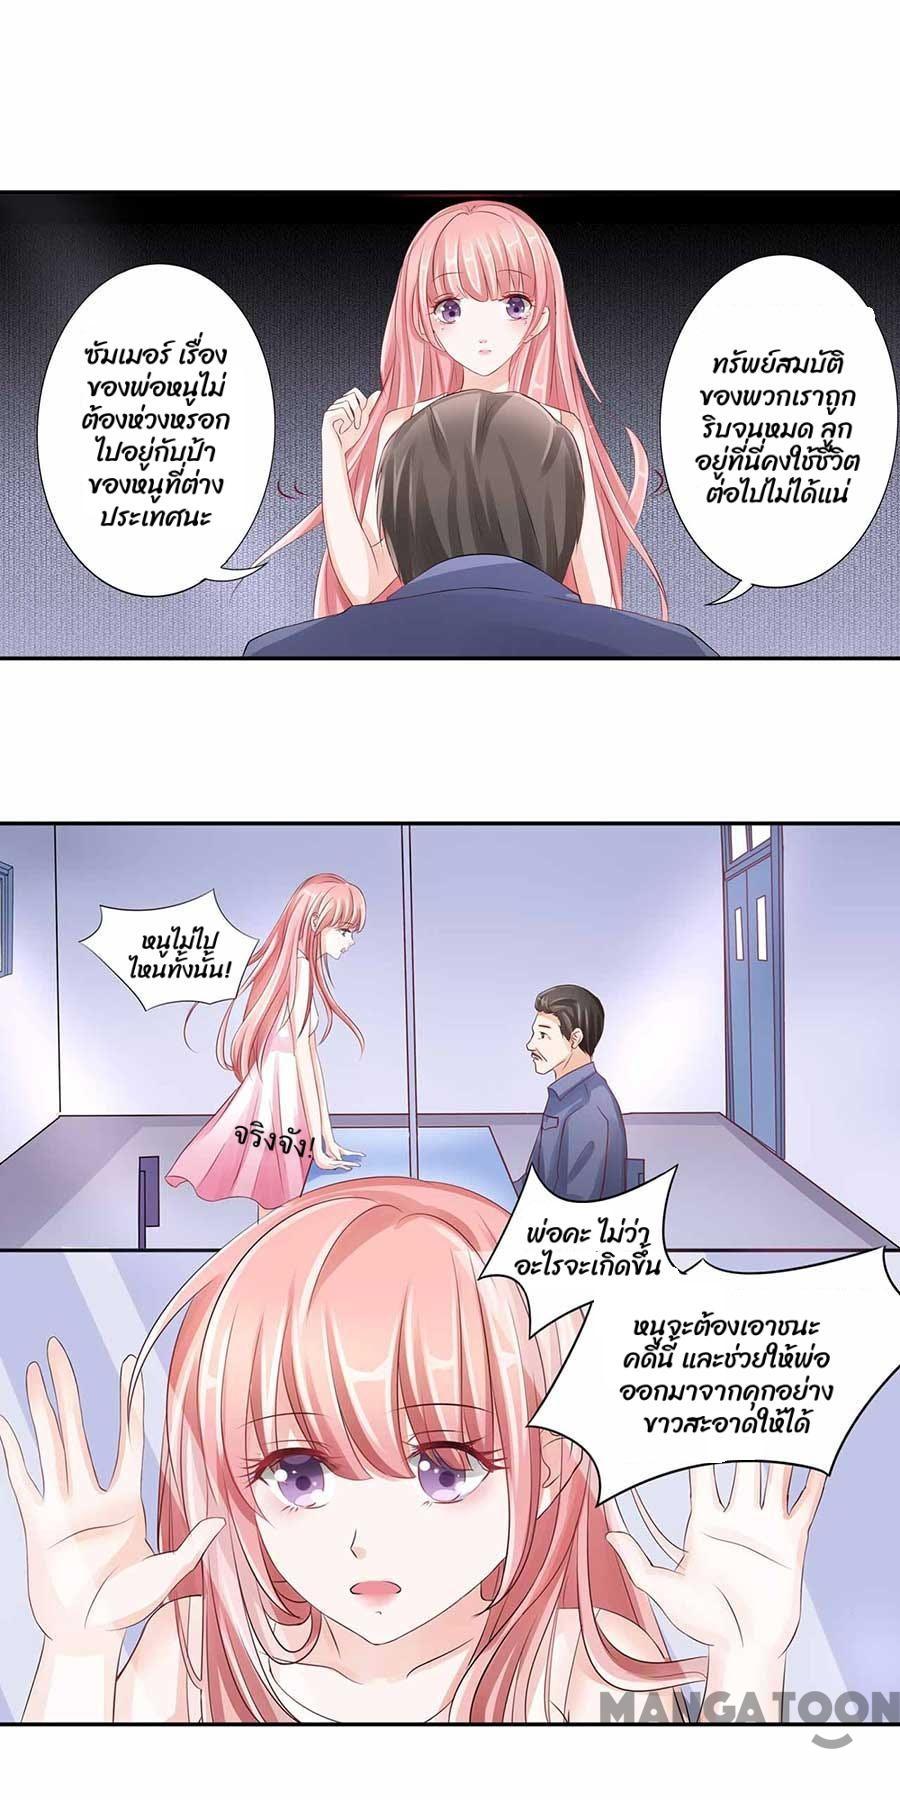 ซัมเมอร์ เรื่อง
ของพ่อหนูไม่
ต้องห่วงหรอก
ไปอยู่กับป้า
ของหนูที่ต่าง
ประเทศนะ
ทรัพย์สมบัติ
ของพวกเราถูก
ริบจนหมด ลูก
อยู่ที่นี่คงใช้ชีวิต
ต่อไปไม่ได้แน่
หนูไม่ไป
ไหนทั้งนั้น!
จริงจัง!
พ่อคะ ไม่ว่า
อะไรจะเกิดขึ้น
หนูจะต้องเอาชนะ
คดีนี้ และช่วยให้พ่อ
ออกมาจากคุกอย่าง
ขาวสะอาดให้ได้
MANGATOON